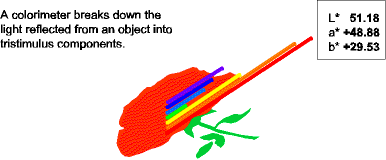 A colorimeter breaks down the
light reflected from an object into
tristimulus components.
L* 51.18
a* +48.88
b* +29.53